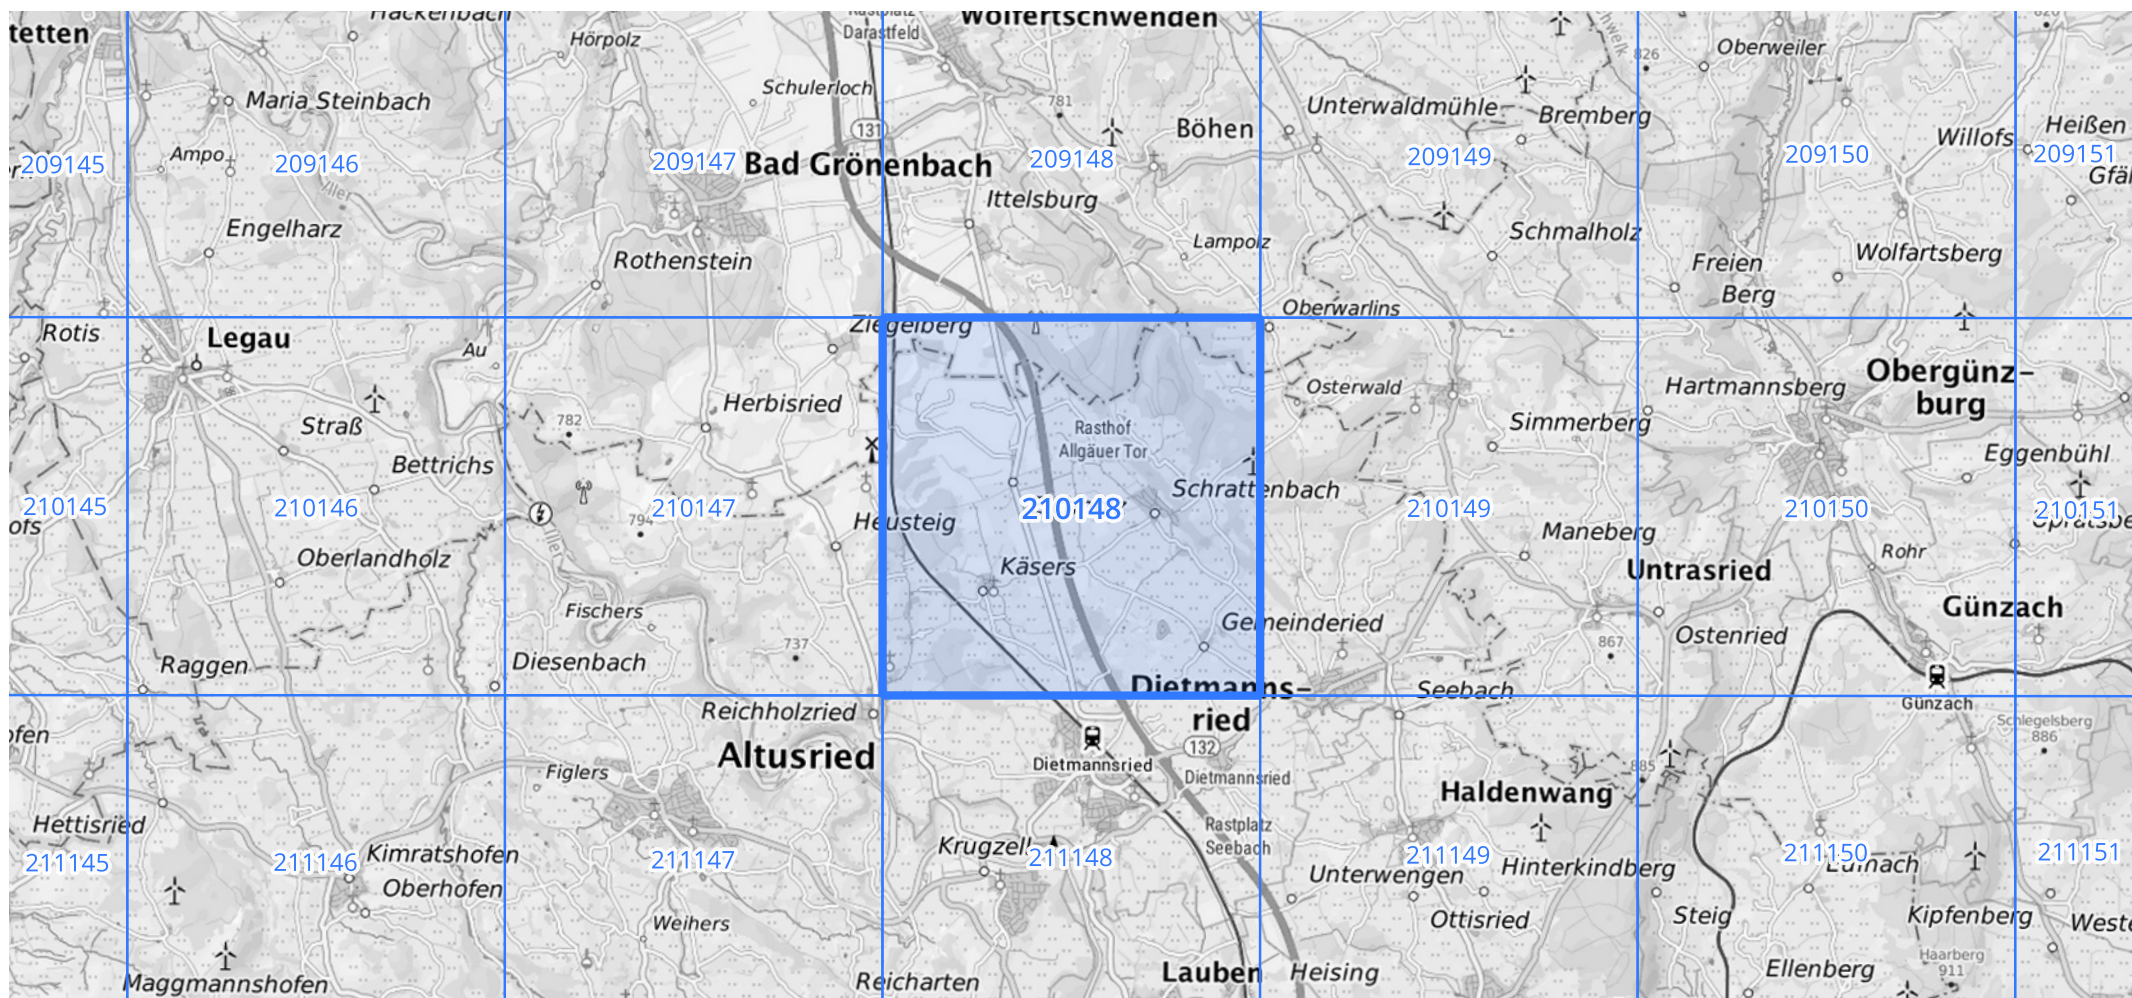 Hackenbach
Rastplatz
Darastfeld
Wolfertschwenden
826
tetten
Hörpolz
Oberweiler
Schulerloch
781
Maria Steinbach
131
Böhen
Unterwaldmühle
Bremberg
Willofs
Heißen
Ampo
209145
209146
209147
Bad Grönenbach
209148
209149
209150
209151
Iller
Ittelsburg
Engelharz
Lampolz
Schmalholz
Rothenstein
Freien
Berg
Wolfartsberg
Oberwarlins
Rotis
Legau
Au
Ziegelberg
Osterwald
Hartmannsberg
Obergünz-
burg
Herbisried
782
Straß
Rasthof
Allgäuer Tor
Simmerberg
Eggenbühl
Bettrichs
Schrattenbach
210145
210146
210147
210148
210149
210150
210151
ofs
794
Heusteig
Iller
Maneberg
Oberlandholz
Käsers
Untrasried
Rohr
Fischers
Gemeinderied
Günzach
737
867
Ostenried
Raggen
Diesenbach
Dietmanns-
ried
Seebach
Günzach
Reichholzried
Schlegelsberg
886
ofen
Altusried
132
Dietmannsried
Dietmannsried
Figlers
885
Haldenwang
Hettisried
Rastplatz
Seebach
Krugzell
211145
211146
Kimratshofen
211147
211148
211149
Hinterkindberg
211150
211151
Oberhofen
Unterwengen
Weihers
Ottisried
Steig
Kipfenberg
Weste
Maggmannshofen
Reicharten
Lauben
Heising
Ellenberg
Haarberg
911